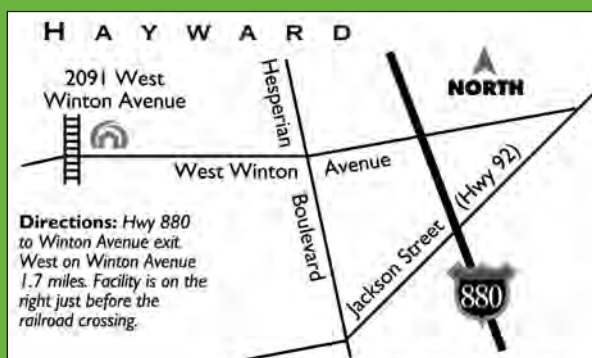 HAYWARD
2091 West
Winton Avenue
Hesperian
Boulevard
NORTH
West Winton Avenue
Jackson Street (Hwy 92)
880
Directions: Hwy 880
to Winton Avenue exit.
West on Winton Avenue
1.7 miles. Facility is on the
right just before the
railroad crossing.